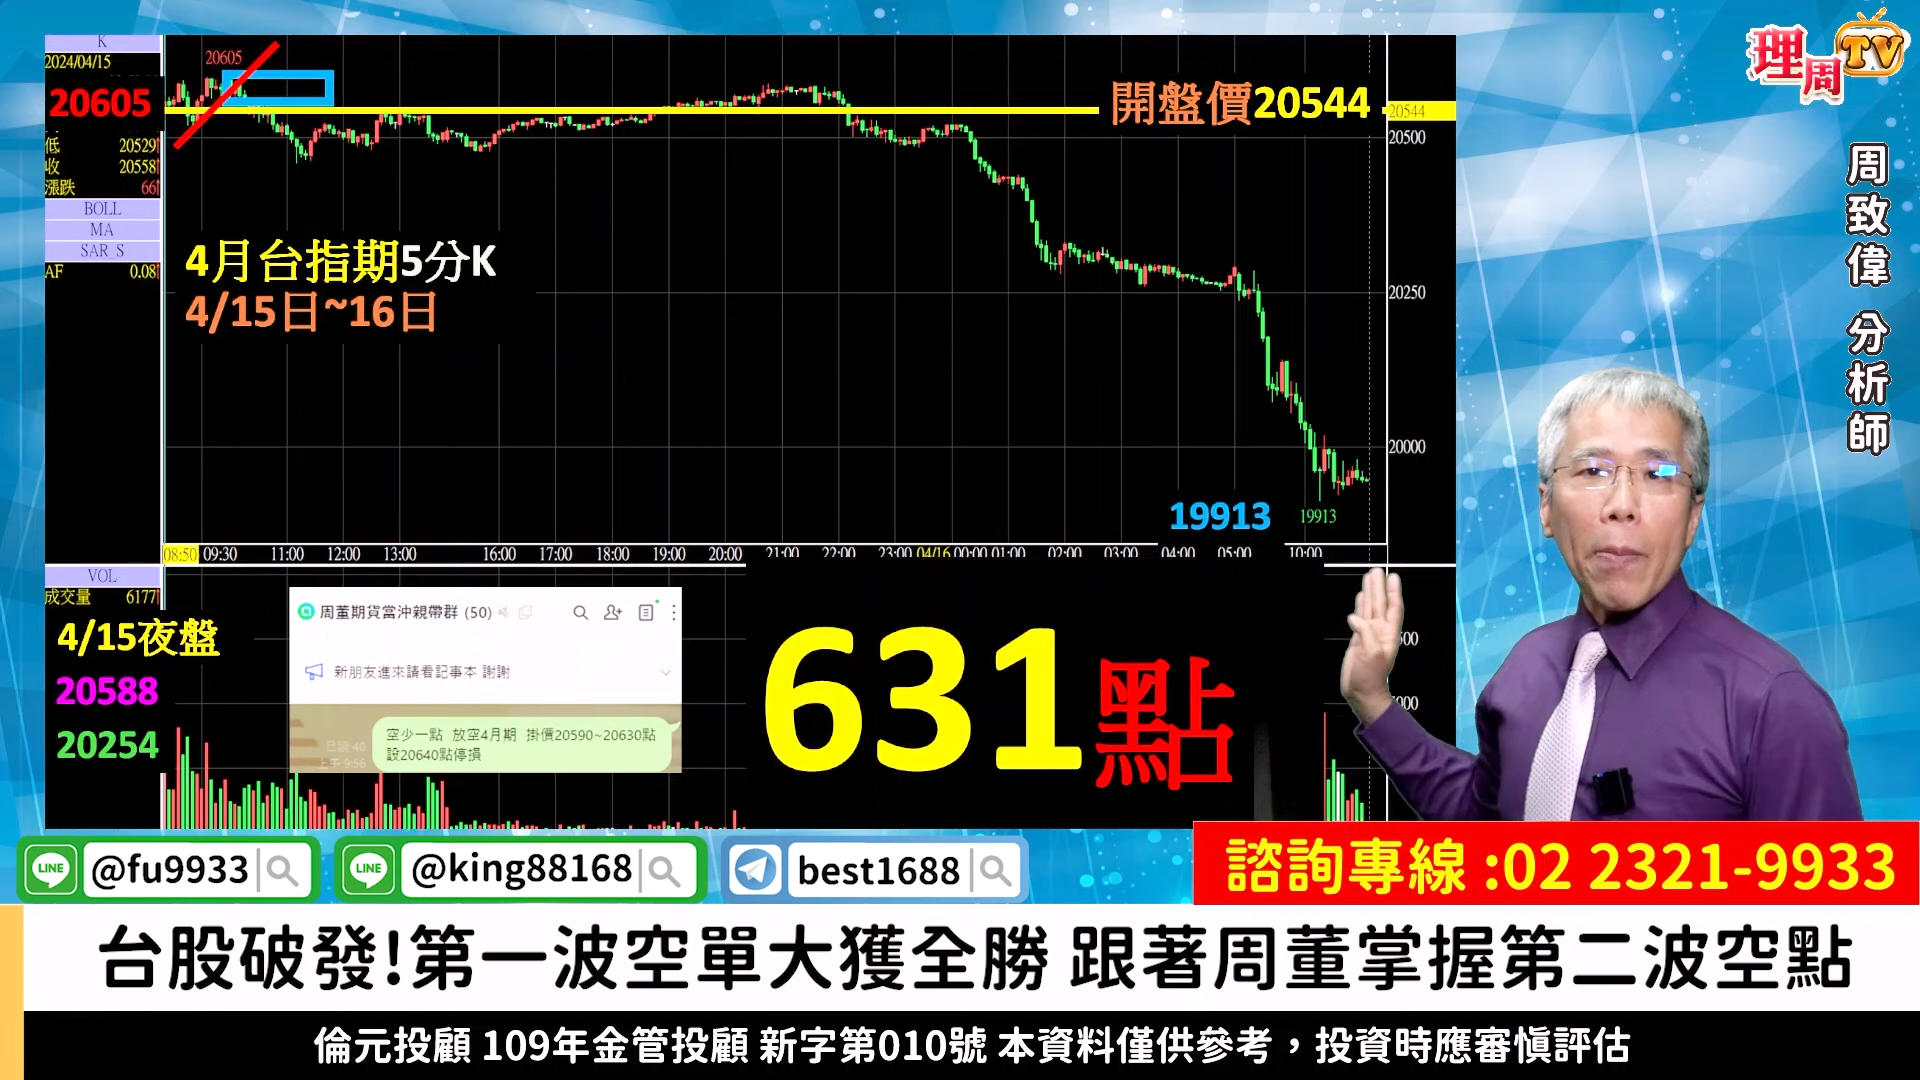 理周TV
周致偉 分析師
K
2024/04/15
20605
低 20529
收 20558
漲跌 66
BOLL
MA
SAR_S
AF 0.08
20605
開盤價20544
20544
20500
20250
20000
4月台指期5分K
4/15日~16日
19913
19913
08:50 09:30 11:00 12:00 13:00 16:00 17:00 18:00 19:00 20:00 21:00 22:00 23:00 04/16 00:00 01:00 02:00 03:00 04:00 05:00 10:00
VOL
成交量 6177
4/15夜盤
20588
20254
周董期貨當沖親帶群 (50)
新朋友進來請看記事本 謝謝
空少一點 放空4月期 掛價20590~20630點
設20640點停損
已讀 40
上午 9:56
631點
LINE @fu9933
LINE @king88168
best1688
諮詢專線 :02 2321-9933
台股破發!第一波空單大獲全勝 跟著周董掌握第二波空點
倫元投顧 109年金管投顧 新字第010號 本資料僅供參考，投資時應審慎評估